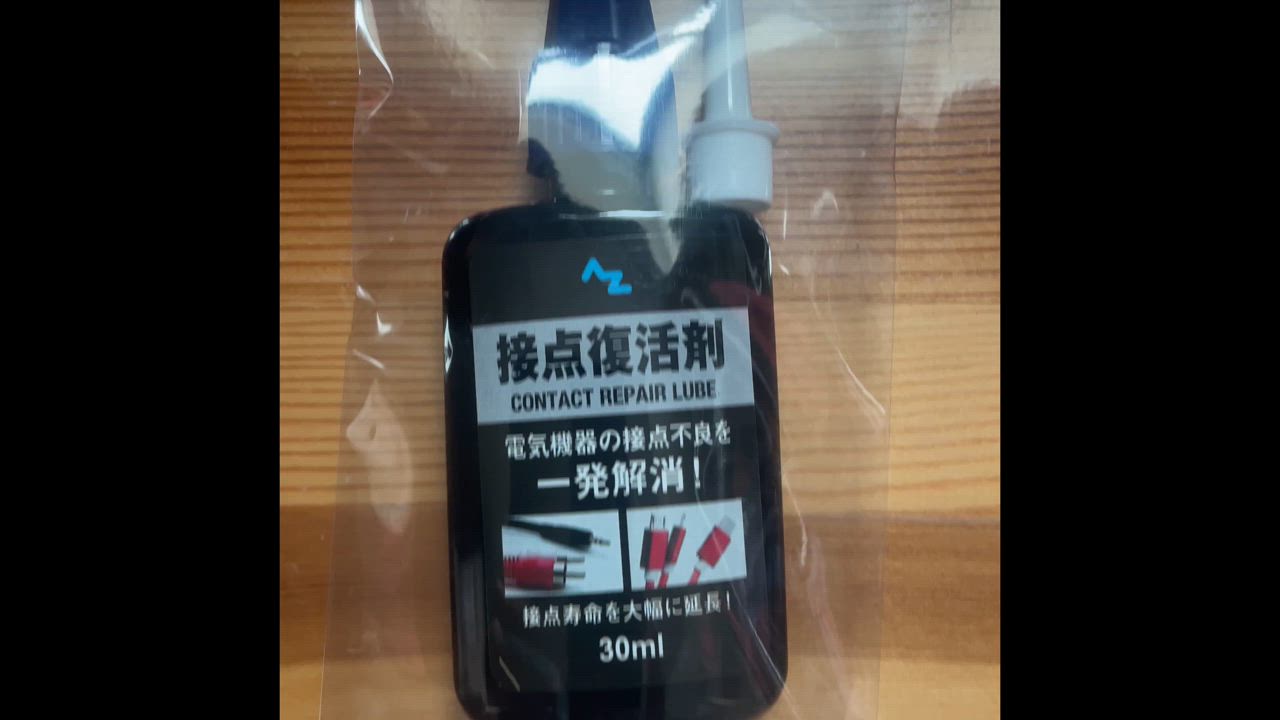 AZ
接点復活剤
CONTACT REPAIR LUBE
電気機器の接点不良を
一発解消!
接点寿命を大幅に延長!
30ml